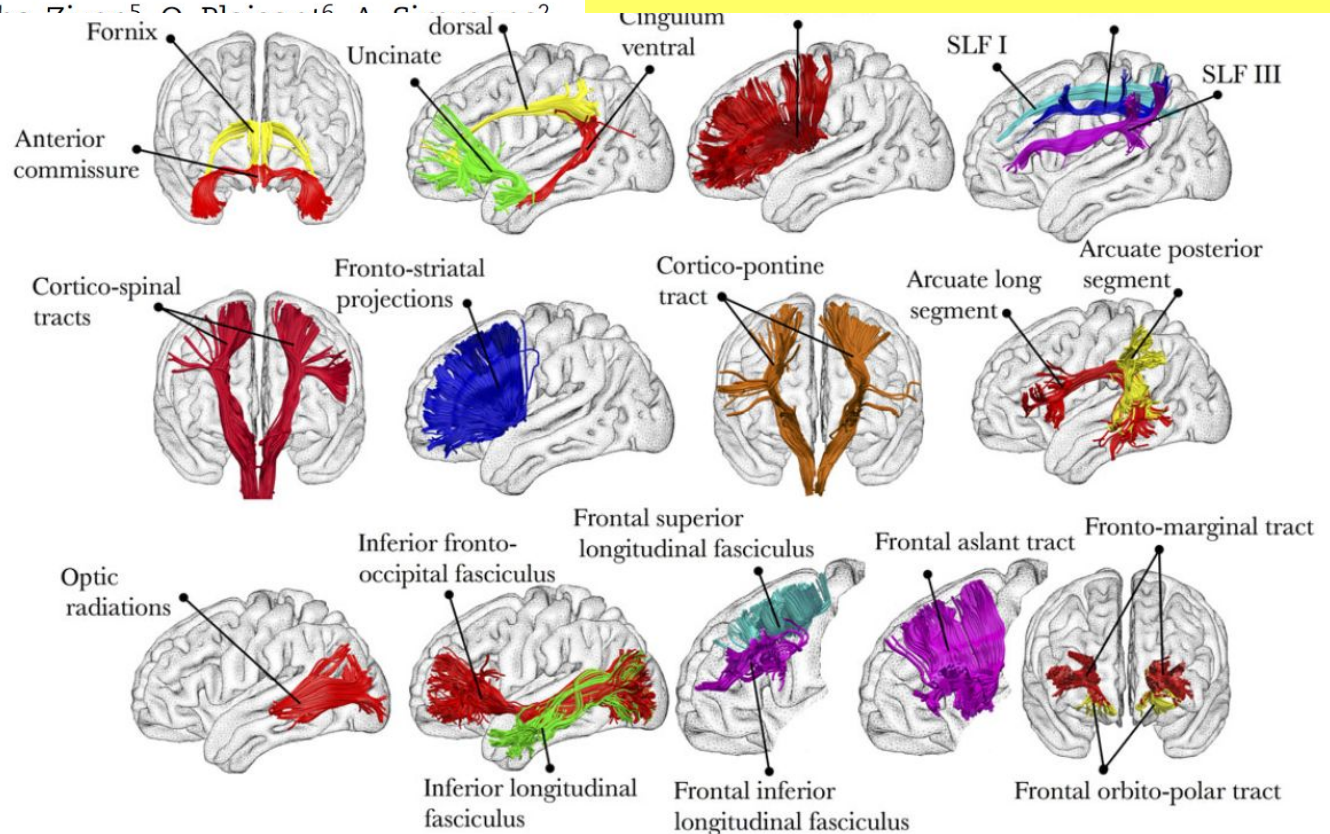 Fornix
Anterior
commissure
Uncinate
dorsal
Cingulum
ventral
SLF I
SLF III
Cortico-spinal
tracts
Fronto-striatal
projections
Cortico-pontine
tract
Arcuate long
segment
Arcuate posterior
segment
Optic
radiations
Inferior fronto-
occipital fasciculus
Inferior longitudinal
fasciculus
Frontal superior
longitudinal fasciculus
Frontal inferior
longitudinal fasciculus
Frontal aslant tract
Fronto-marginal tract
Frontal orbito-polar tract